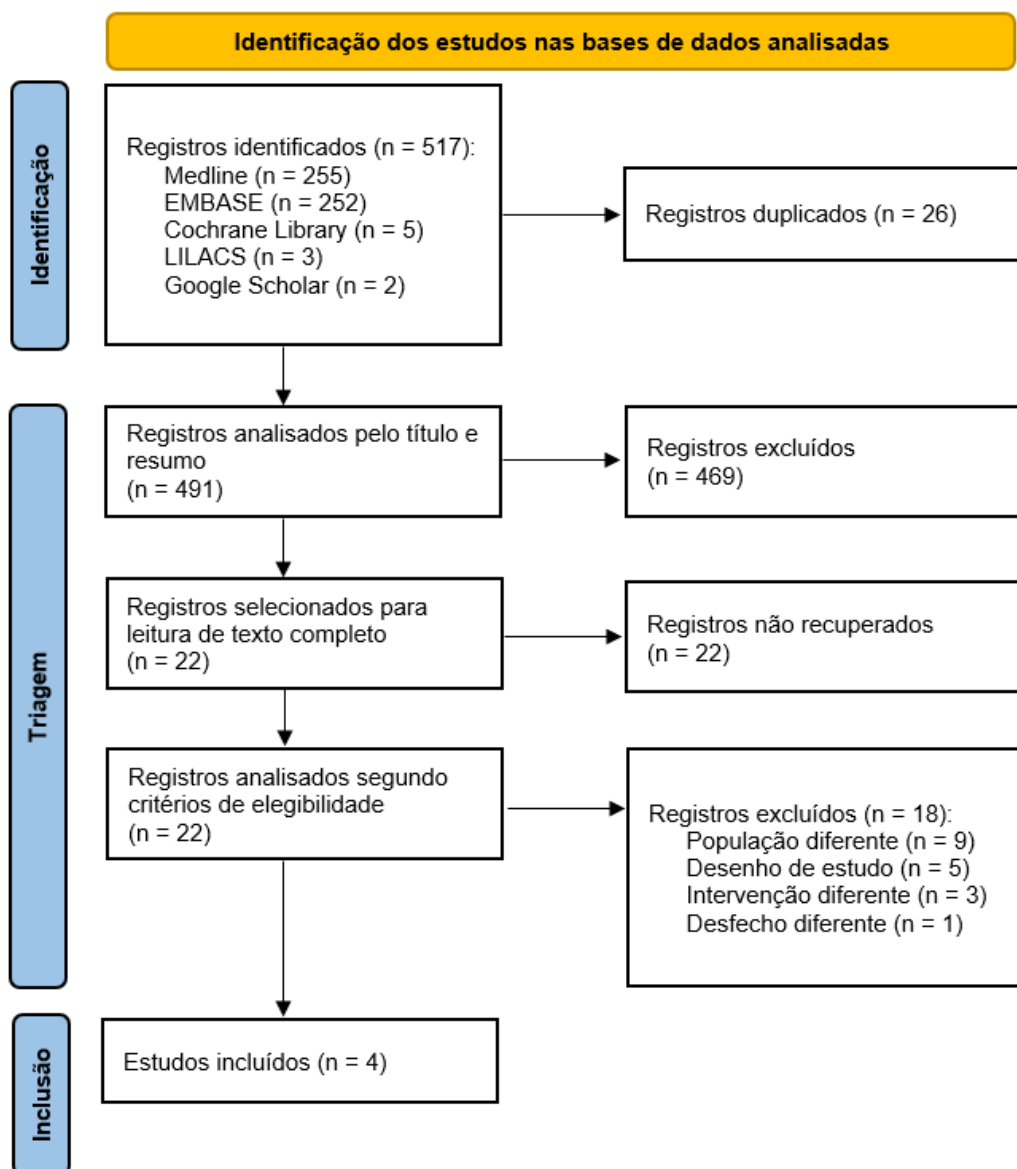 Identificação dos estudos nas bases de dados analisadas
Identificação
Registros identificados (n = 517):
Medline (n = 255)
EMBASE (n = 252)
Cochrane Library (n = 5)
LILACS (n = 3)
Google Scholar (n = 2)
Registros duplicados (n = 26)
Triagem
Registros analisados pelo título e
resumo
(n = 491)
Registros excluídos
(n = 469)
Registros selecionados para
leitura de texto completo
(n = 22)
Registros não recuperados
(n = 22)
Registros analisados segundo
critérios de elegibilidade
(n = 22)
Registros excluídos (n = 18):
População diferente (n = 9)
Desenho de estudo (n = 5)
Intervenção diferente (n = 3)
Desfecho diferente (n = 1)
Inclusão
Estudos incluídos (n = 4)